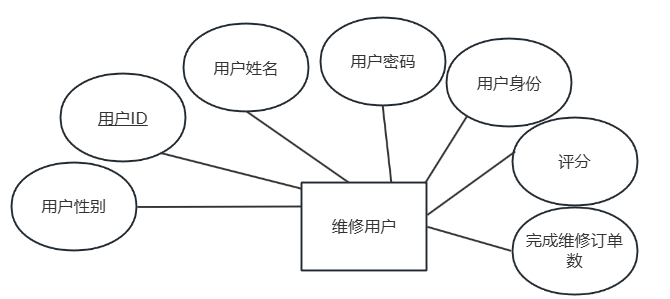 用户姓名
用户密码
用户身份
用户ID
评分
用户性别
维修用户
完成维修订单
数